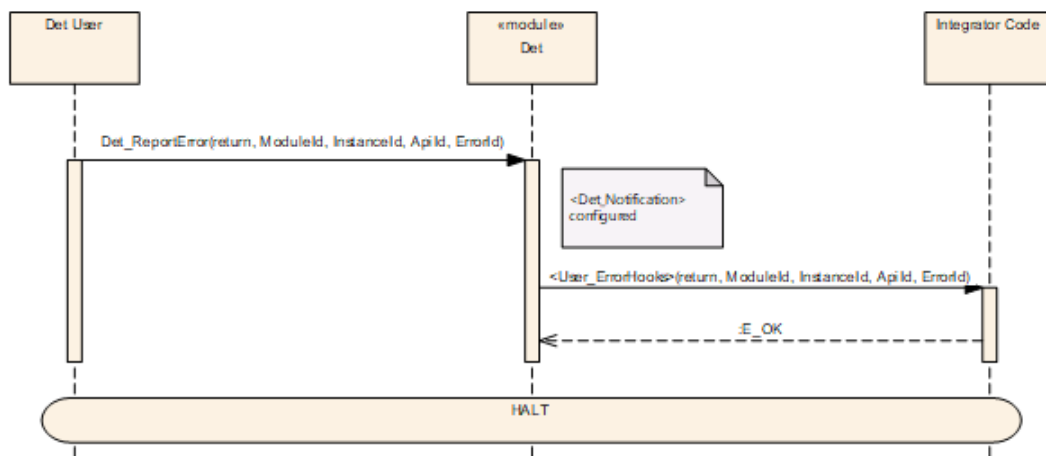 Det User
«module»
Det
Integrator Code
Det_ReportError(return, ModuleId, InstanceId, ApiId, ErrorId)
<Det_Notification>
configured
<User_ErrorHooks>(return, ModuleId, InstanceId, ApiId, ErrorId)
:E_OK
HALT